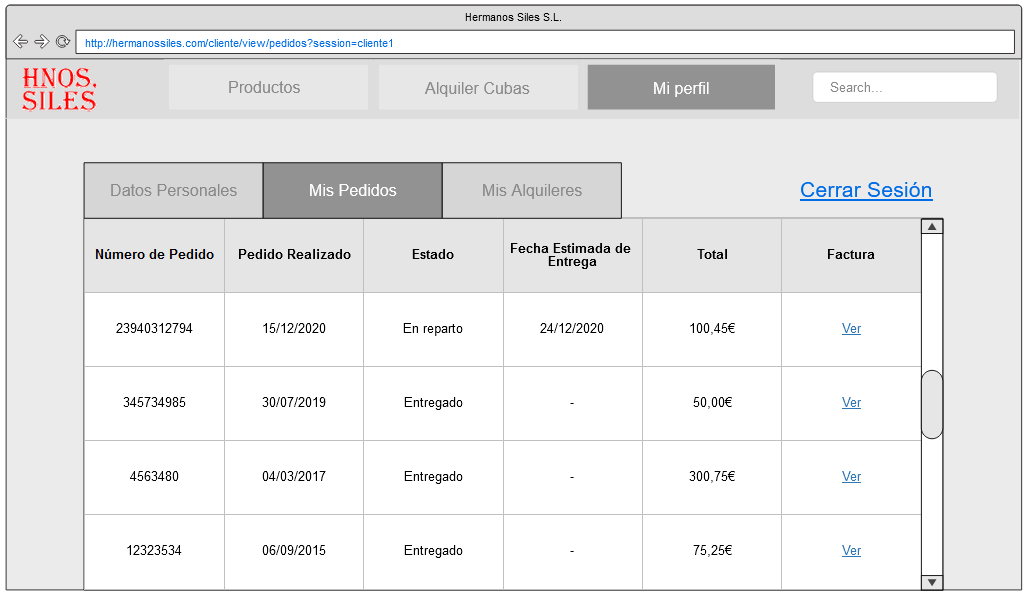 Hermanos Siles S.L.
http://hermanossiles.com/cliente/view/pedidos?session=cliente1
HNOS.
SILES
Productos
Alquiler Cubas
Mi perfil
Search...
Datos Personales
Mis Pedidos
Mis Alquileres
Cerrar Sesión
Número de Pedido
Pedido Realizado
Estado
Fecha Estimada de
Entrega
Total
Factura
23940312794
15/12/2020
En reparto
24/12/2020
100,45€
Ver
345734985
30/07/2019
Entregado
-
50,00€
Ver
4563480
04/03/2017
Entregado
-
300,75€
Ver
12323534
06/09/2015
Entregado
-
75,25€
Ver